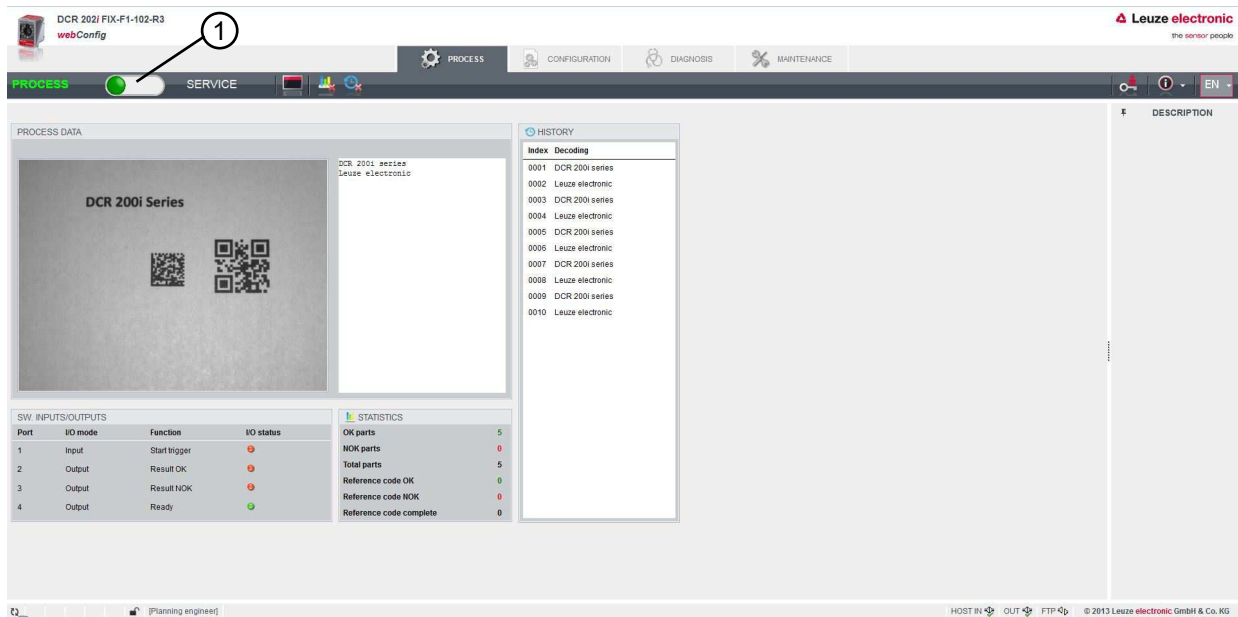 DCR 202i FIX-F1-102-R3
webConfig
1
Leuze electronic
the sensor people
PROCESS CONFIGURATION DIAGNOSIS MAINTENANCE
PROCESS SERVICE EN
DESCRIPTION
PROCESS DATA
DCR 200i Series
DCR 200i series
Leuze electronic
HISTORY
Index Decoding
0001 DCR 200i series
0002 Leuze electronic
0003 DCR 200i series
0004 Leuze electronic
0005 DCR 200i series
0006 Leuze electronic
0007 DCR 200i series
0008 Leuze electronic
0009 DCR 200i series
0010 Leuze electronic
SW. INPUTS/OUTPUTS
Port I/O mode Function I/O status
1 Input Start trigger
2 Output Result OK
3 Output Result NOK
4 Output Ready
STATISTICS
OK parts 5
NOK parts 0
Total parts 5
Reference code OK 0
Reference code NOK 0
Reference code complete 0
[Planning engineer]
HOST IN OUT FTP © 2013 Leuze electronic GmbH & Co. KG